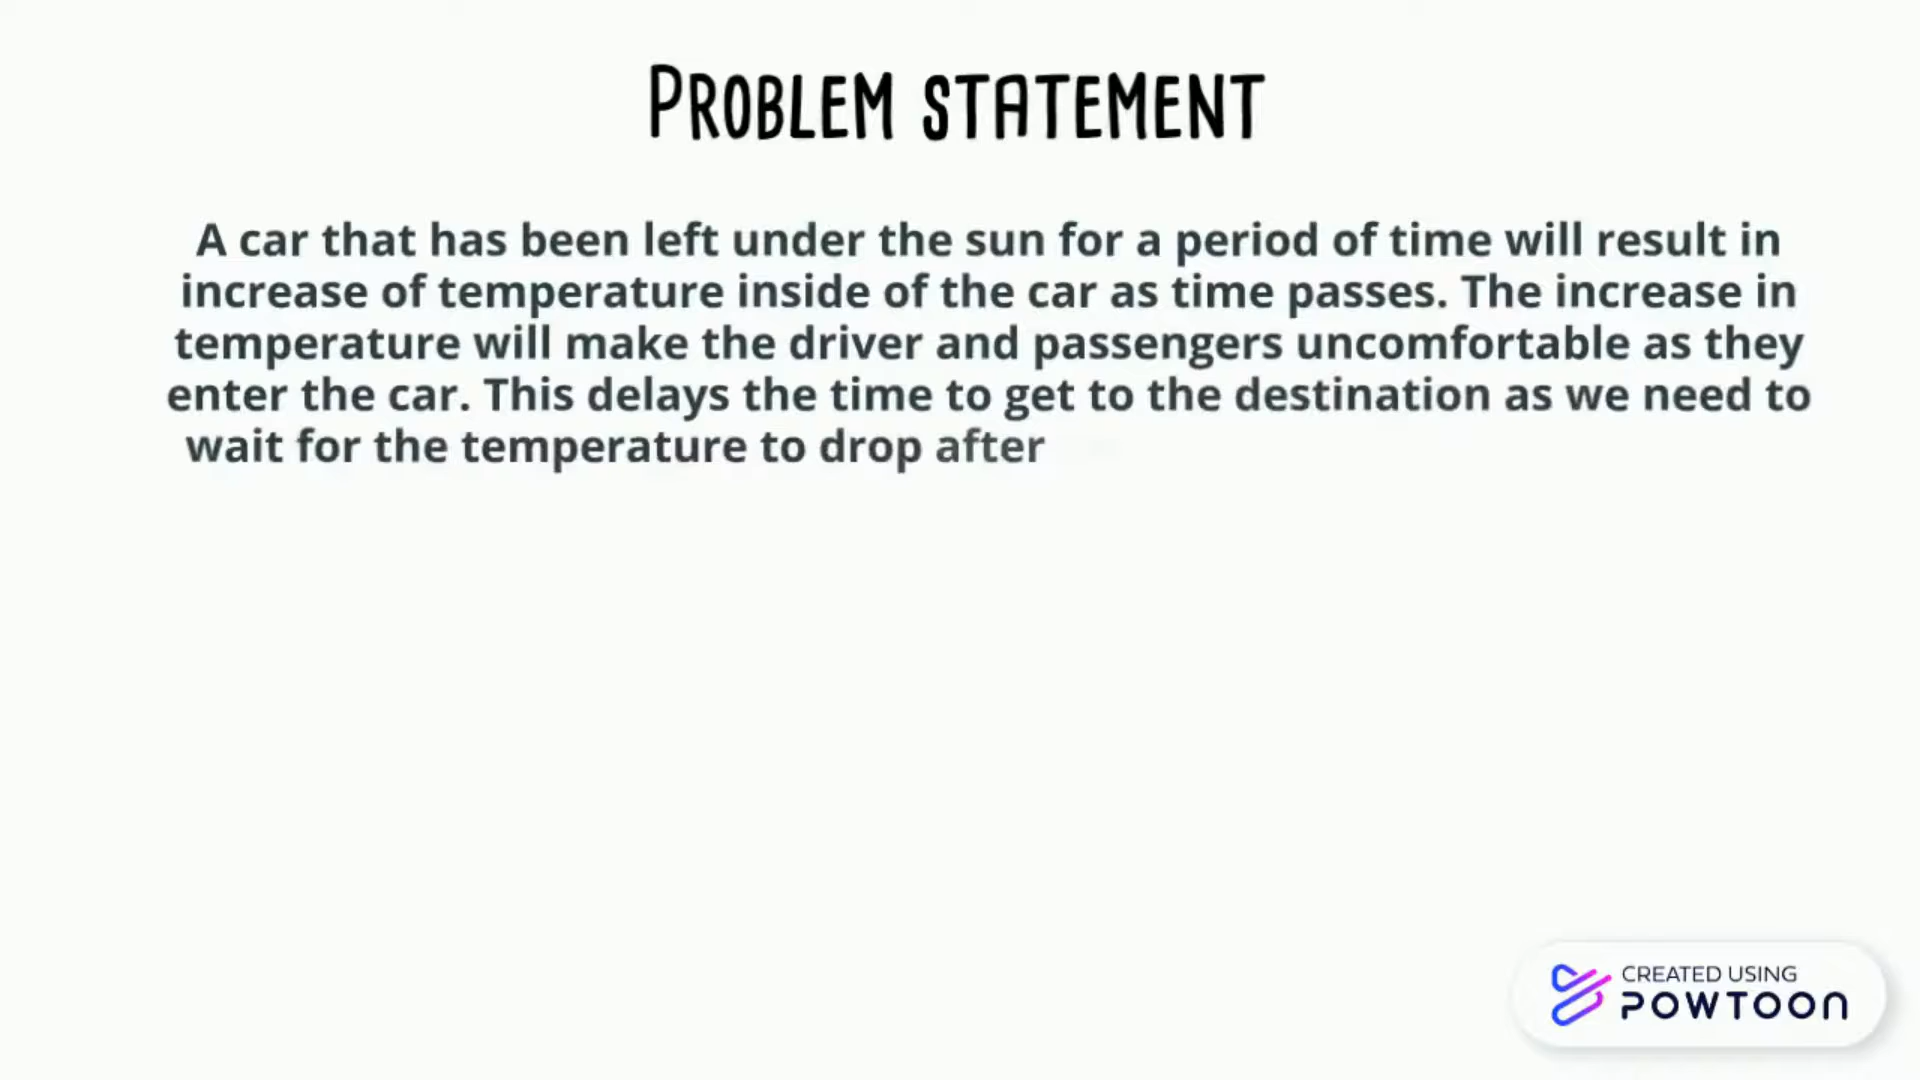 PROBLEM STATEMENT
A car that has been left under the sun for a period of time will result in
increase of temperature inside of the car as time passes. The increase in
temperature will make the driver and passengers uncomfortable as they
enter the car. This delays the time to get to the destination as we need to
wait for the temperature to drop after
CREATED USING
POWTOON